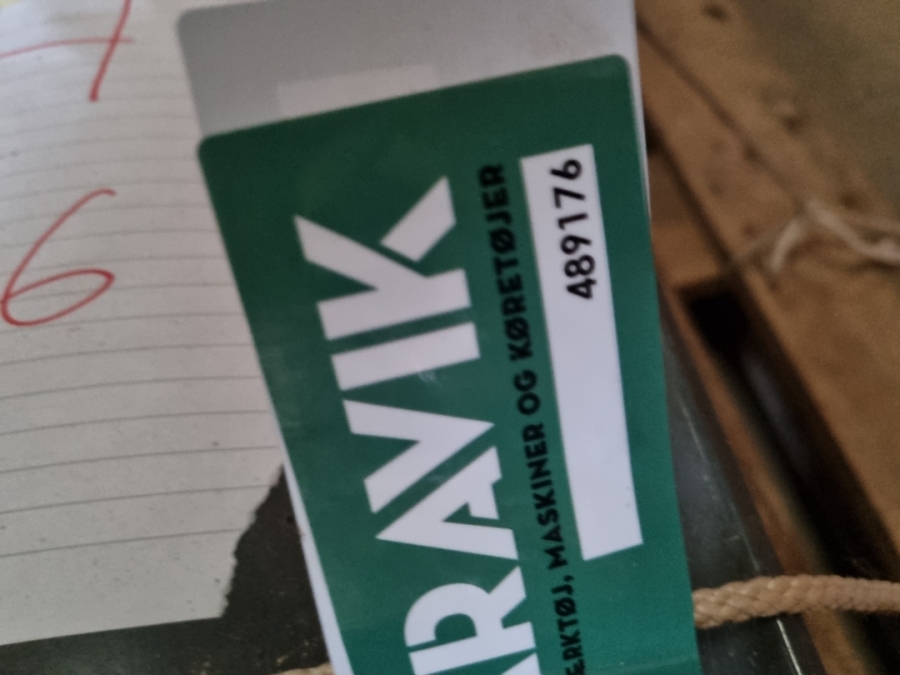 RAVIK
ERKTØJ, MASKINER OG KØRETØJER
489176
6